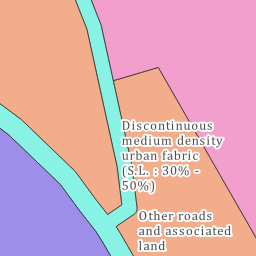 Discontinuous
medium density
urban fabric
(S.L. : 30% -
50%)
Other roads
and associated
land